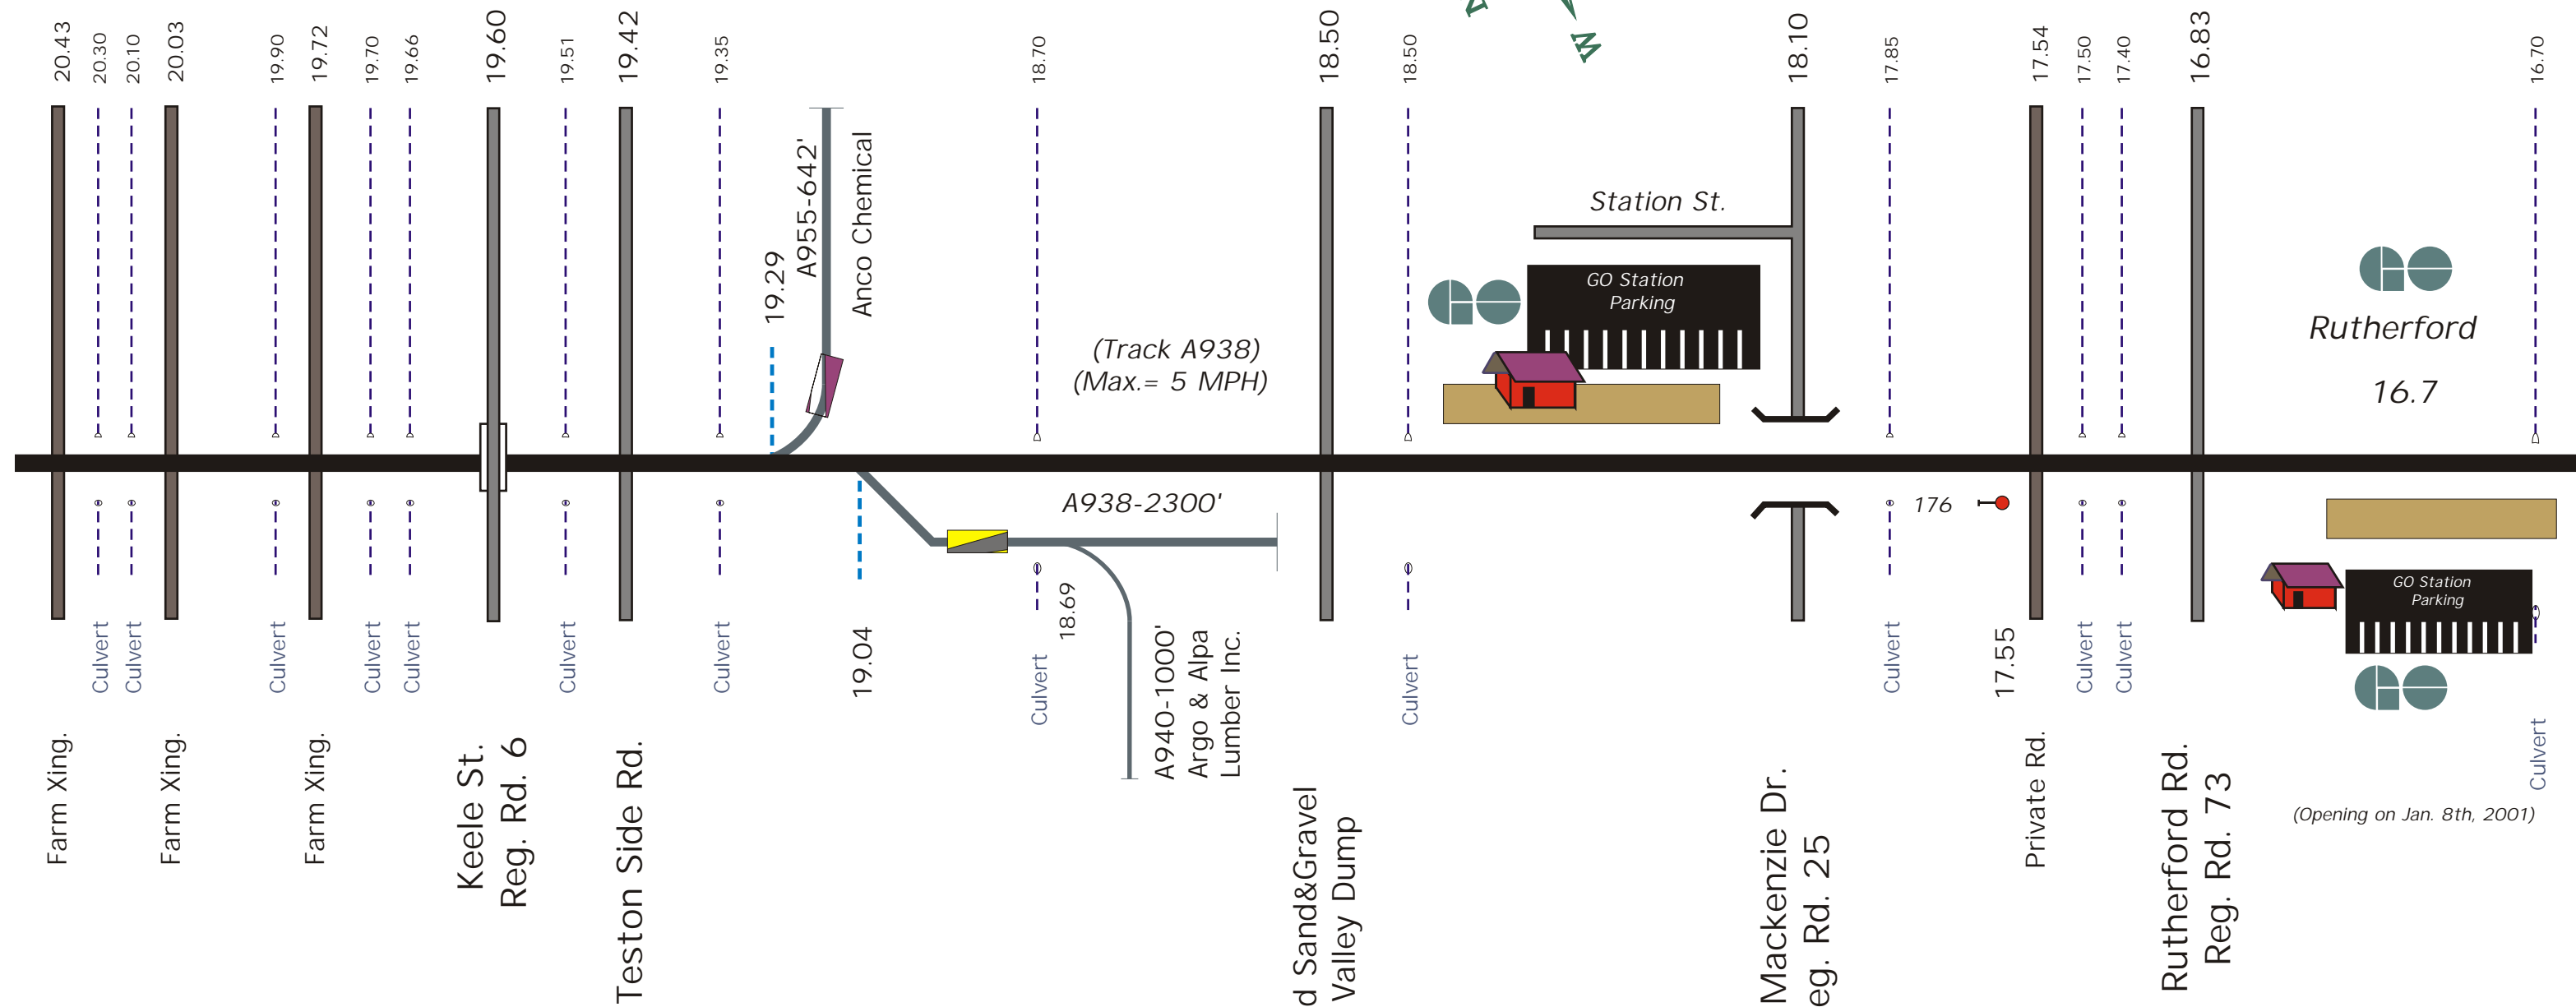 20.43
20.30
20.10
20.03
19.90
19.72
19.70
19.66
19.60
19.51
19.42
19.35
18.70
18.50
18.50
18.10
17.85
17.54
17.50
17.40
16.83
16.70
W
19.29
A955-642'
Anco Chemical
(Track A938)
(Max.= 5 MPH)
Station St.
GO Station
Parking
Rutherford
16.7
A938-2300'
176
19.04
18.69
A940-1000'
Argo & Alpa
Lumber Inc.
17.55
GO Station
Parking
Culvert
Culvert
Culvert
Culvert
Culvert
Culvert
Culvert
Culvert
Culvert
Culvert
Culvert
Culvert
Culvert
Farm Xing.
Farm Xing.
Farm Xing.
Keele St.
Reg. Rd. 6
Teston Side Rd.
d Sand&Gravel
Valley Dump
Mackenzie Dr.
eg. Rd. 25
Private Rd.
Rutherford Rd.
Reg. Rd. 73
(Opening on Jan. 8th, 2001)